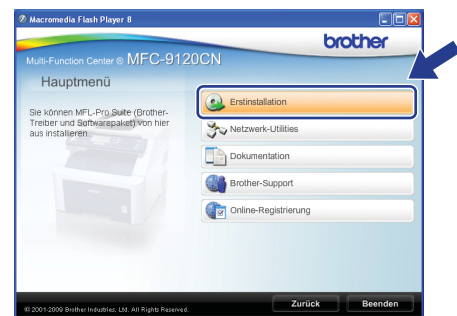 Macromedia Flash Player 8
brother
Multi-Function Center ® MFC-9120CN
Hauptmenü
Sie können MFL-Pro Suite (Brother-
Treiber und Softwarepaket) von hier
aus installieren.
Erstinstallation
Netzwerk-Utilities
Dokumentation
Brother-Support
Online-Registrierung
© 2001-2009 Brother Industries, Ltd. All Rights Reserved.
Zurück
Beenden